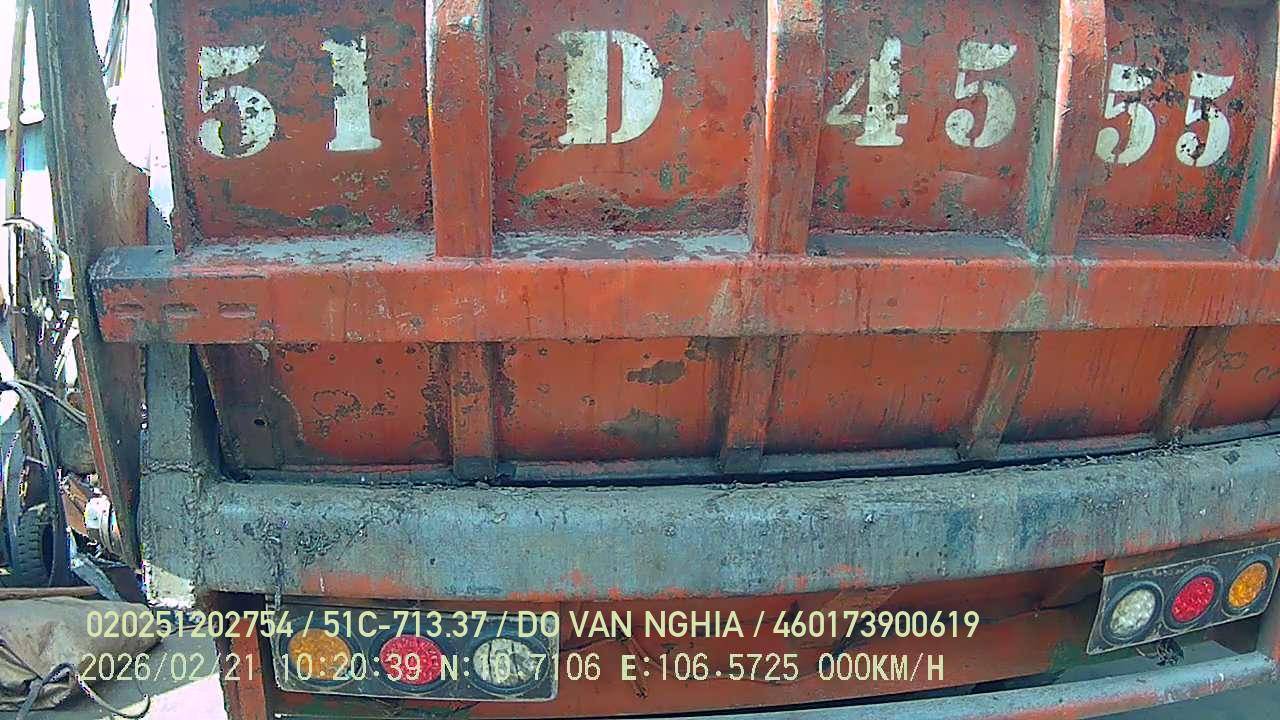 51 D 45 55
020251202754 / 51C-713.37 / DO VAN NGHIA / 460173900619
2026/02/21 10:20:39 N:10.7106 E:106.5725 000KM/H